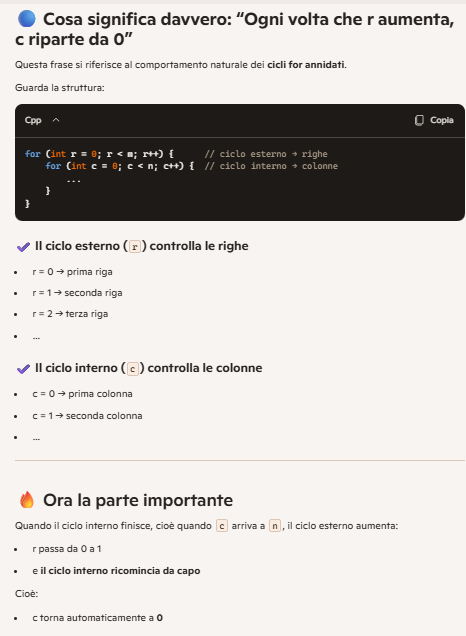 🔵 Cosa significa davvero: “Ogni volta che r aumenta,
c riparte da 0”
Questa frase si riferisce al comportamento naturale dei cicli for annidati.
Guarda la struttura:
Cpp
Copia
for (int r = 0; r < m; r++) {      // ciclo esterno → righe
    for (int c = 0; c < n; c++) {  // ciclo interno → colonne
        ...
    }
}
✔ Il ciclo esterno (r) controlla le righe
• r = 0 → prima riga
• r = 1 → seconda riga
• r = 2 → terza riga
• ...
✔ Il ciclo interno (c) controlla le colonne
• c = 0 → prima colonna
• c = 1 → seconda colonna
• ...
🔥 Ora la parte importante
Quando il ciclo interno finisce, cioè quando c arriva a n, il ciclo esterno aumenta:
• r passa da 0 a 1
• e il ciclo interno ricomincia da capo
Cioè:
• c torna automaticamente a 0